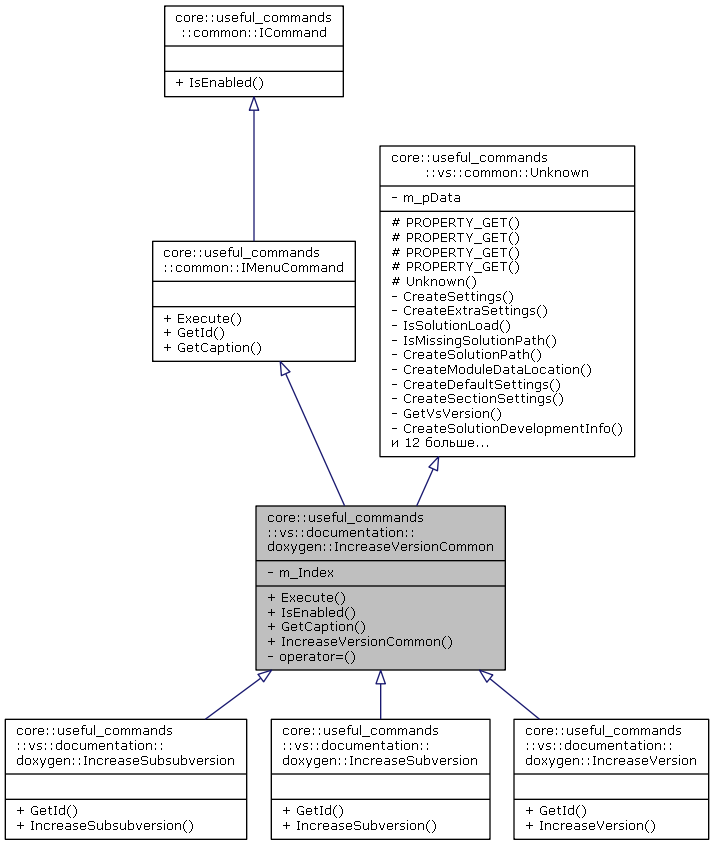 core::useful_commands
::common::ICommand
+ IsEnabled()
core::useful_commands
::vs::common::Unknown
- m_pData
# PROPERTY_GET()
# PROPERTY_GET()
# PROPERTY_GET()
# PROPERTY_GET()
# Unknown()
- CreateSettings()
- CreateExtraSettings()
- IsSolutionLoad()
- IsMissingSolutionPath()
- CreateSolutionPath()
- CreateModuleDataLocation()
- CreateDefaultSettings()
- CreateSectionSettings()
- GetVsVersion()
- CreateSolutionDevelopmentInfo()
и 12 больше...
core::useful_commands
::common::IMenuCommand
+ Execute()
+ GetId()
+ GetCaption()
core::useful_commands
::vs::documentation::
doxygen::IncreaseVersionCommon
- m_Index
+ Execute()
+ IsEnabled()
+ GetCaption()
+ IncreaseVersionCommon()
- operator=()
core::useful_commands
::vs::documentation::
doxygen::IncreaseSubsubversion
+ GetId()
+ IncreaseSubsubversion()
core::useful_commands
::vs::documentation::
doxygen::IncreaseSubversion
+ GetId()
+ IncreaseSubversion()
core::useful_commands
::vs::documentation::
doxygen::IncreaseVersion
+ GetId()
+ IncreaseVersion()